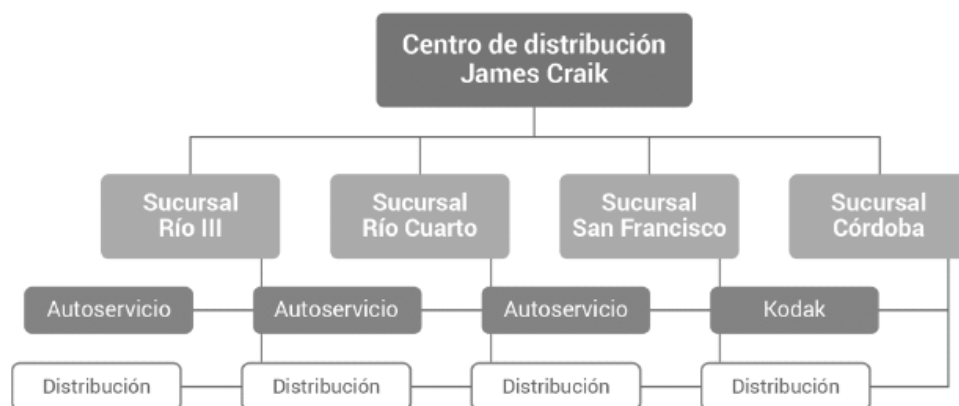 Centro de distribución
James Craik
Sucursal
Río III
Sucursal
Río Cuarto
Sucursal
San Francisco
Sucursal
Córdoba
Autoservicio
Autoservicio
Autoservicio
Kodak
Distribución
Distribución
Distribución
Distribución